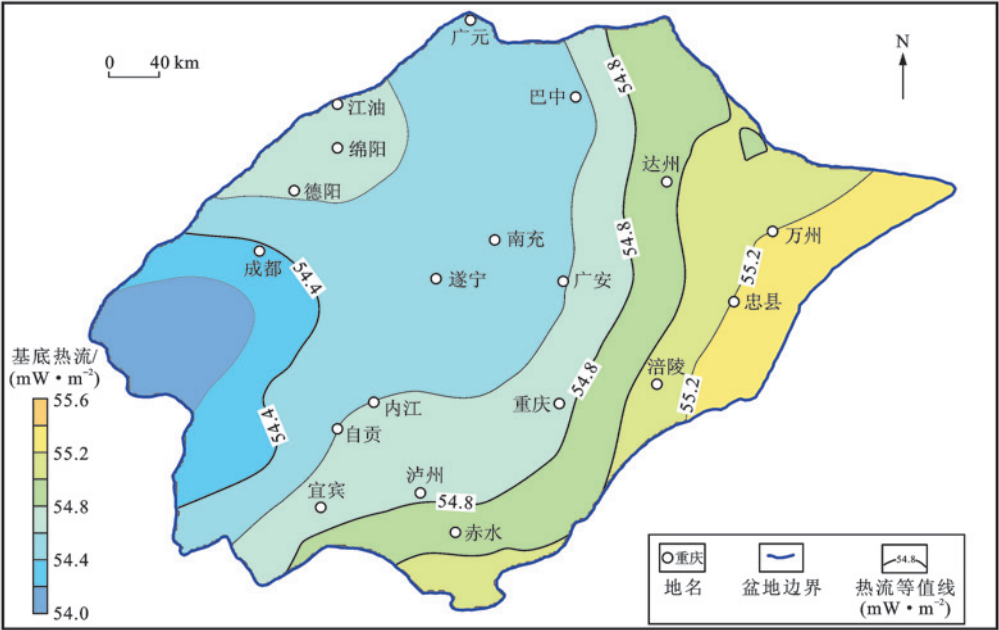 广元
N
0 40 km
54.8
巴中
江油
绵阳
达州
德阳
南充
54.8
万州
成都
54.4
遂宁
广安
55.2
忠县
基底热流/
(mW·m⁻²)
涪陵
54.8
55.6
内江
重庆
55.2
54.4
自贡
55.2
泸州
54.8
宜宾
54.8
赤水
54.4
54.0
重庆
54.8
地名
盆地边界
热流等值线
(mW·m⁻²)